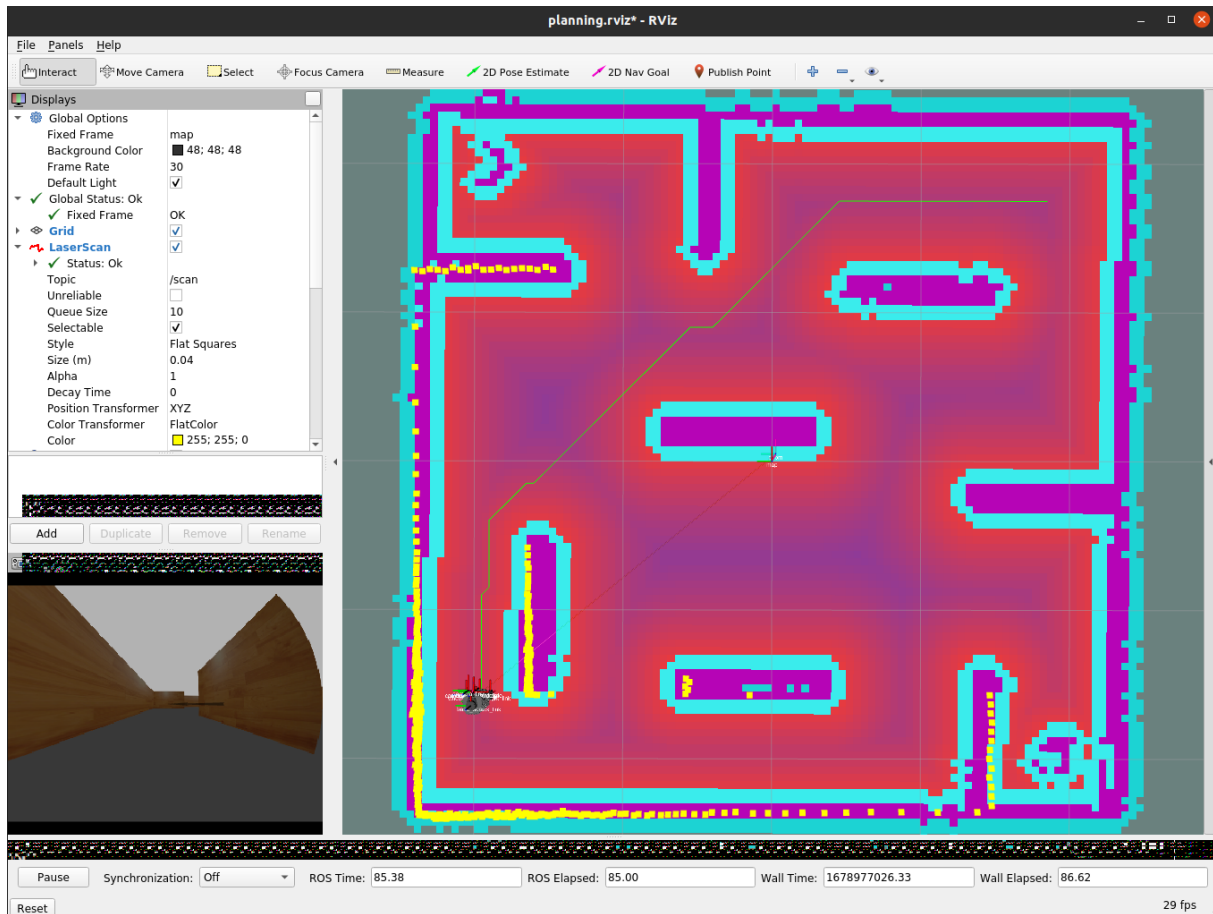 planning.rviz* - RViz
File Panels Help
Interact Move Camera Select Focus Camera Measure 2D Pose Estimate 2D Nav Goal Publish Point
Displays
Global Options
Fixed Frame map
Background Color 48; 48; 48
Frame Rate 30
Default Light
Global Status: Ok
Fixed Frame OK
Grid
LaserScan
Status: Ok
Topic /scan
Unreliable
Queue Size 10
Selectable
Style Flat Squares
Size (m) 0.04
Alpha 1
Decay Time 0
Position Transformer XYZ
Color Transformer FlatColor
Color 255; 255; 0
Add Duplicate Remove Rename
Pause Synchronization: Off ROS Time: 85.38 ROS Elapsed: 85.00 Wall Time: 1678977026.33 Wall Elapsed: 86.62
Reset 29 fps